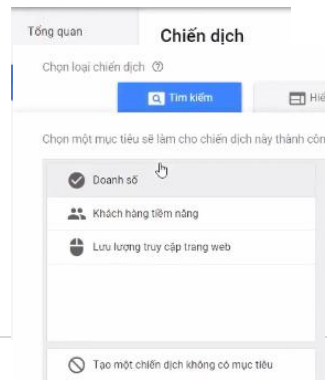 Tổng quan
Chiến dịch
Chọn loại chiến dịch
Tìm kiếm
Chọn một mục tiêu sẽ làm cho chiến dịch này thành
Doanh số
Khách hàng tiềm năng
Lưu lượng truy cập trang web
Tạo một chiến dịch không có mục tiêu